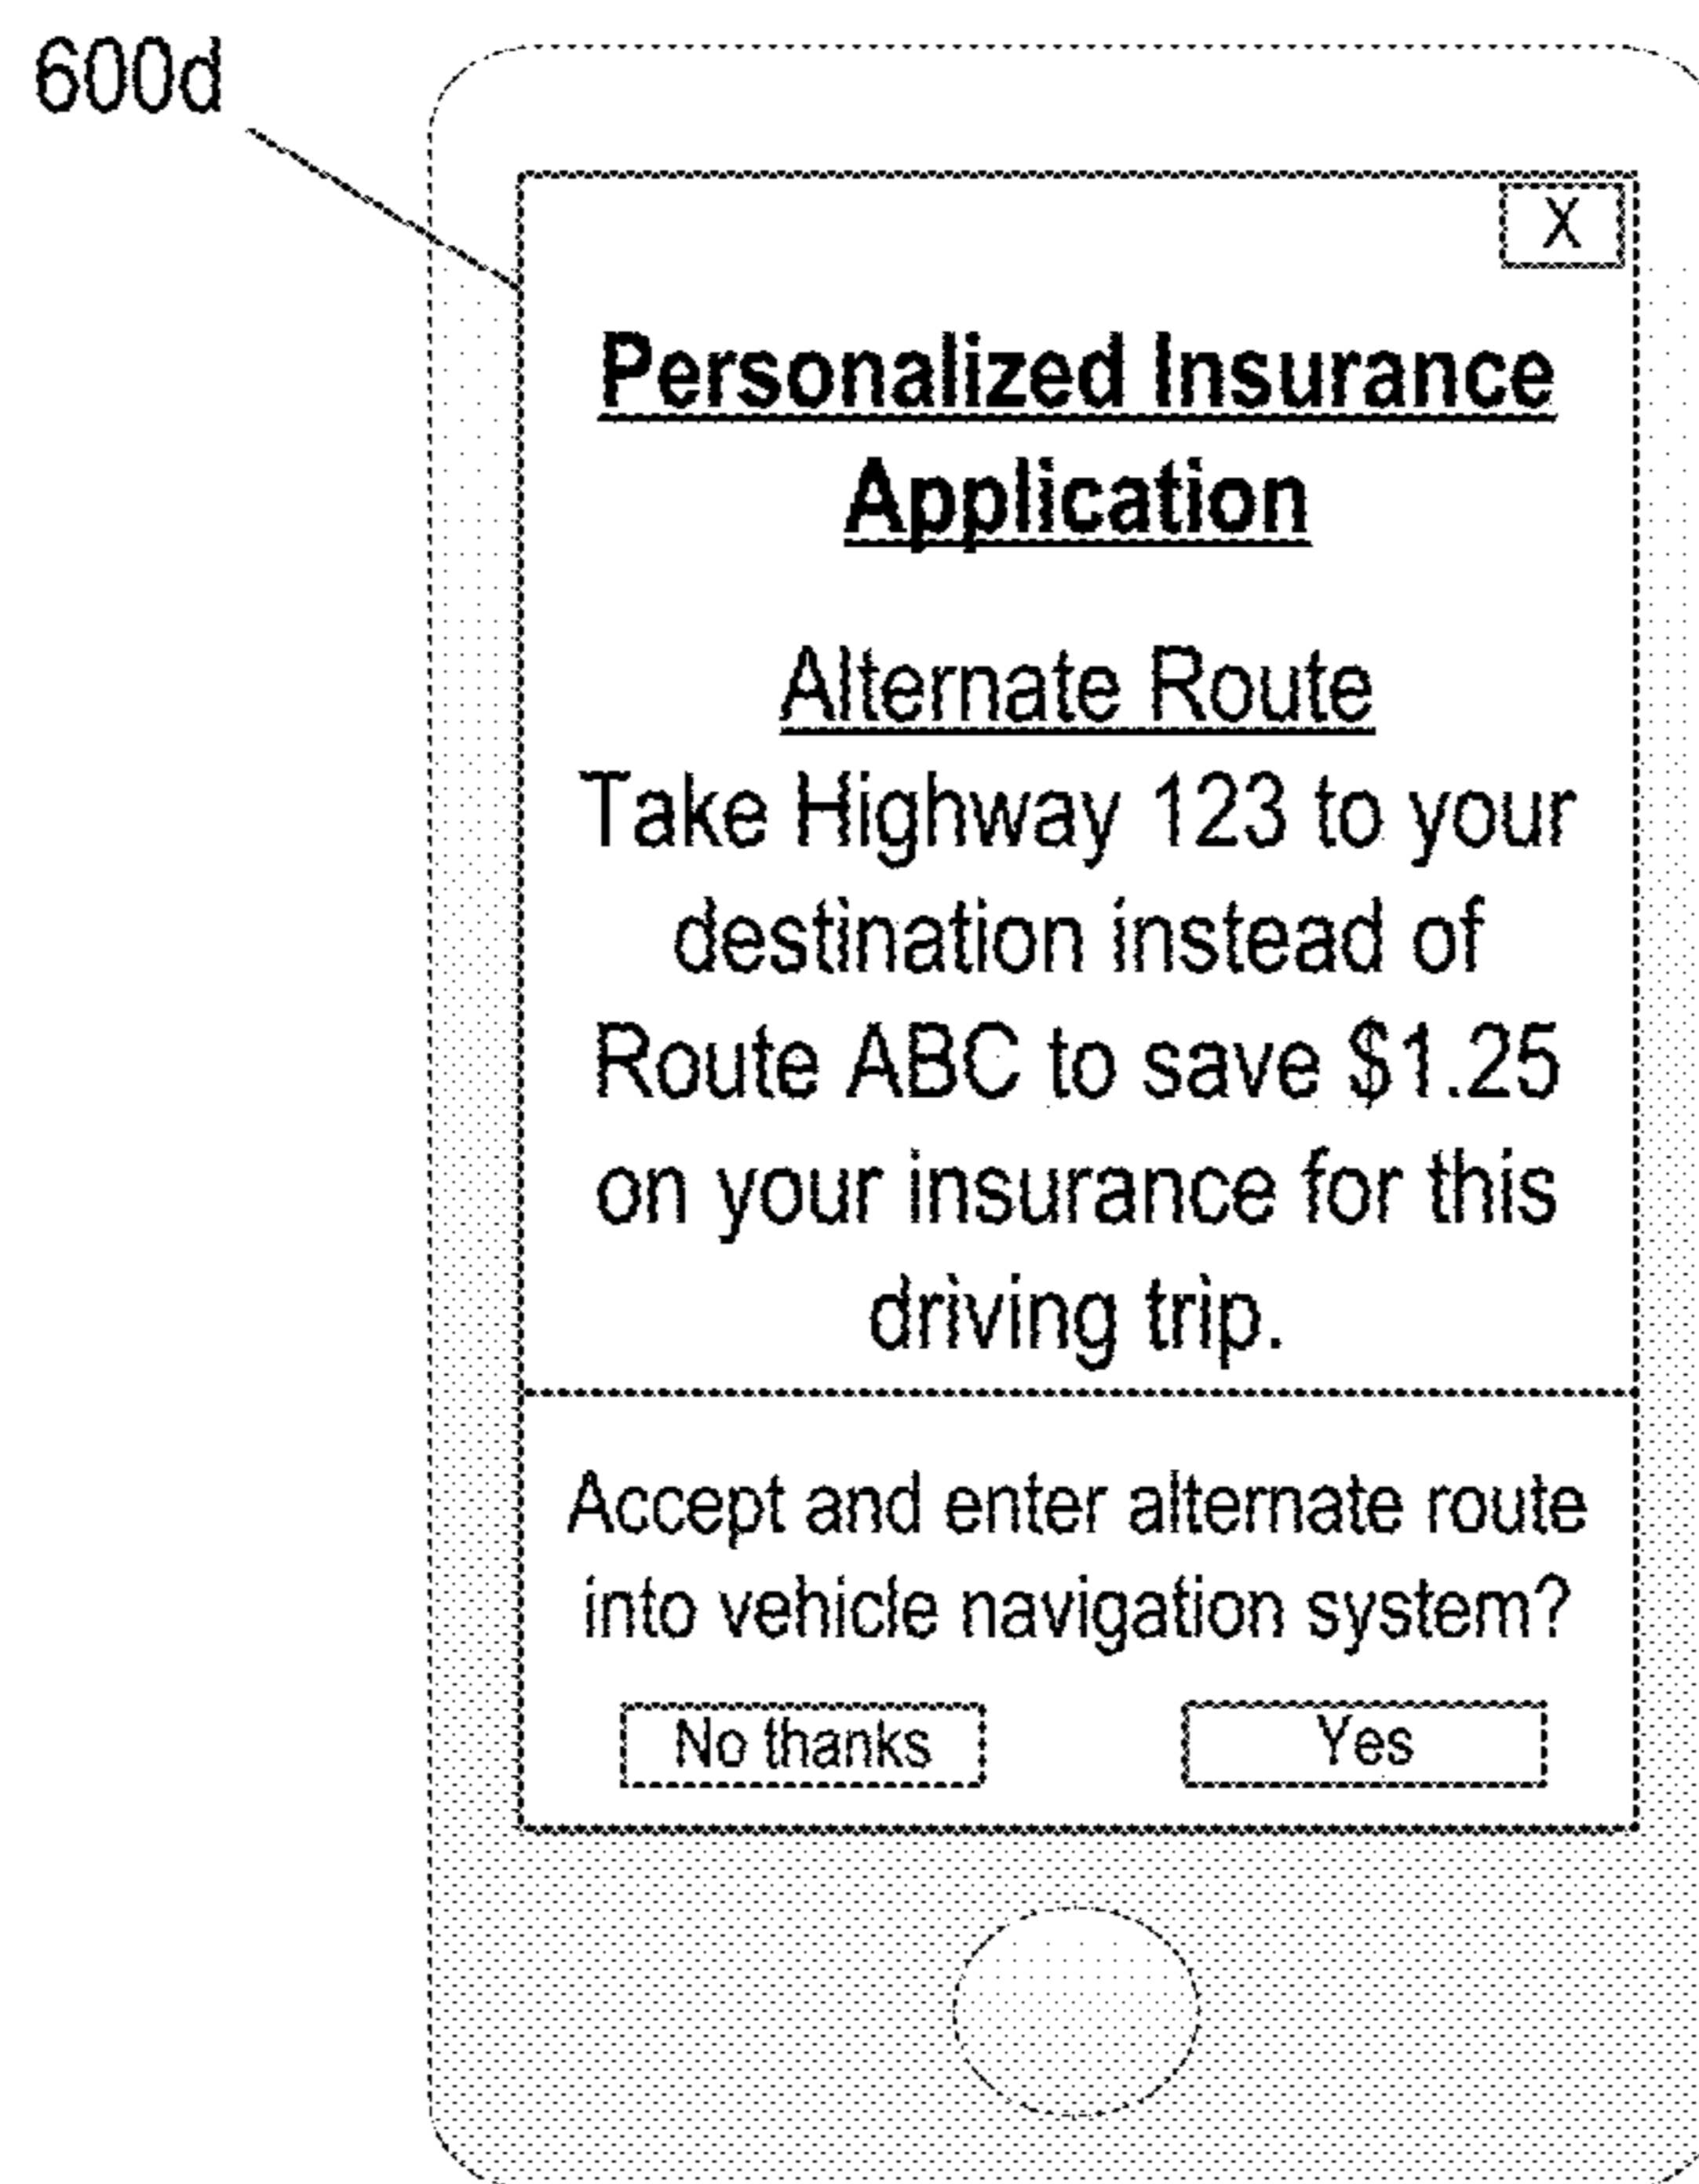 600d
X
Personalized Insurance
Application
Alternate Route
Take Highway 123 to your
destination instead of
Route ABC to save $1.25
on your insurance for this
driving trip.
Accept and enter alternate route
into vehicle navigation system?
No thanks
Yes